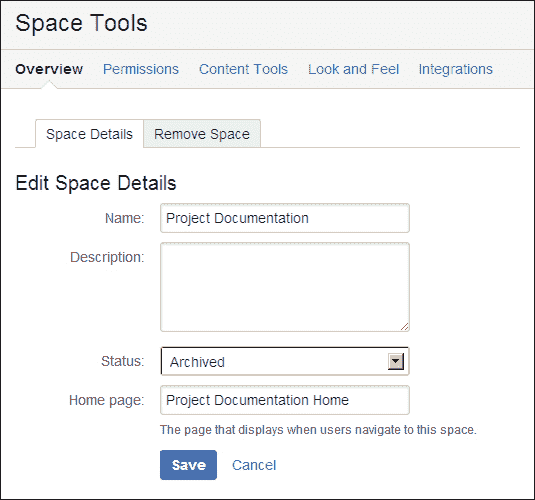 Space Tools
Overview Permissions Content Tools Look and Feel Integrations
Space Details Remove Space
Edit Space Details
Name: Project Documentation
Description:
Status: Archived
Home page: Project Documentation Home
The page that displays when users navigate to this space.
Save Cancel